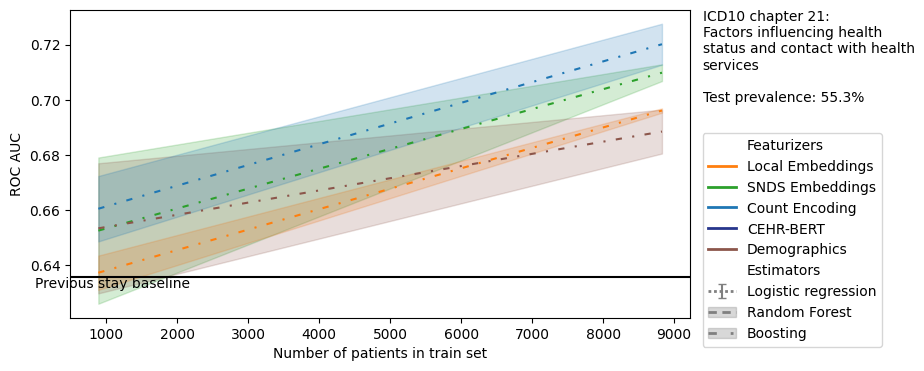 ICD10 chapter 21:
Factors influencing health
status and contact with health
services
Test prevalence: 55.3%
ROC AUC
0.72
0.70
0.68
0.66
0.64
Previous stay baseline
1000
2000
3000
4000
5000
6000
7000
8000
9000
Number of patients in train set
Featurizers
Local Embeddings
SNDS Embeddings
Count Encoding
CEHR-BERT
Demographics
Estimators
Logistic regression
Random Forest
Boosting